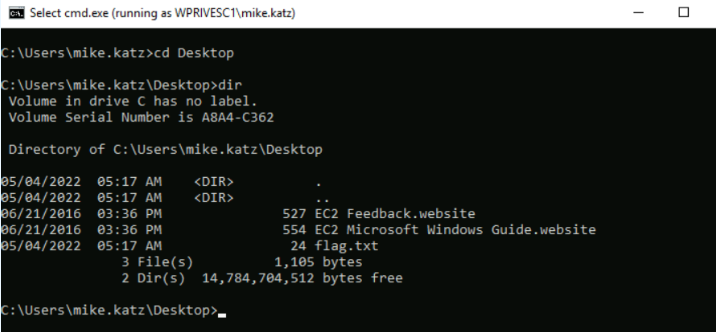 Select cmd.exe (running as WPRIVESC1\mike.katz)
C:\Users\mike.katz>cd Desktop
C:\Users\mike.katz\Desktop>dir
Volume in drive C has no label.
Volume Serial Number is A8A4-C362
Directory of C:\Users\mike.katz\Desktop
05/04/2022 05:17 AM <DIR> .
05/04/2022 05:17 AM <DIR> ..
06/21/2016 03:36 PM 527 EC2 Feedback.website
06/21/2016 03:36 PM 554 EC2 Microsoft Windows Guide.website
05/04/2022 05:17 AM 24 flag.txt
3 File(s) 1,105 bytes
2 Dir(s) 14,784,704,512 bytes free
C:\Users\mike.katz\Desktop>